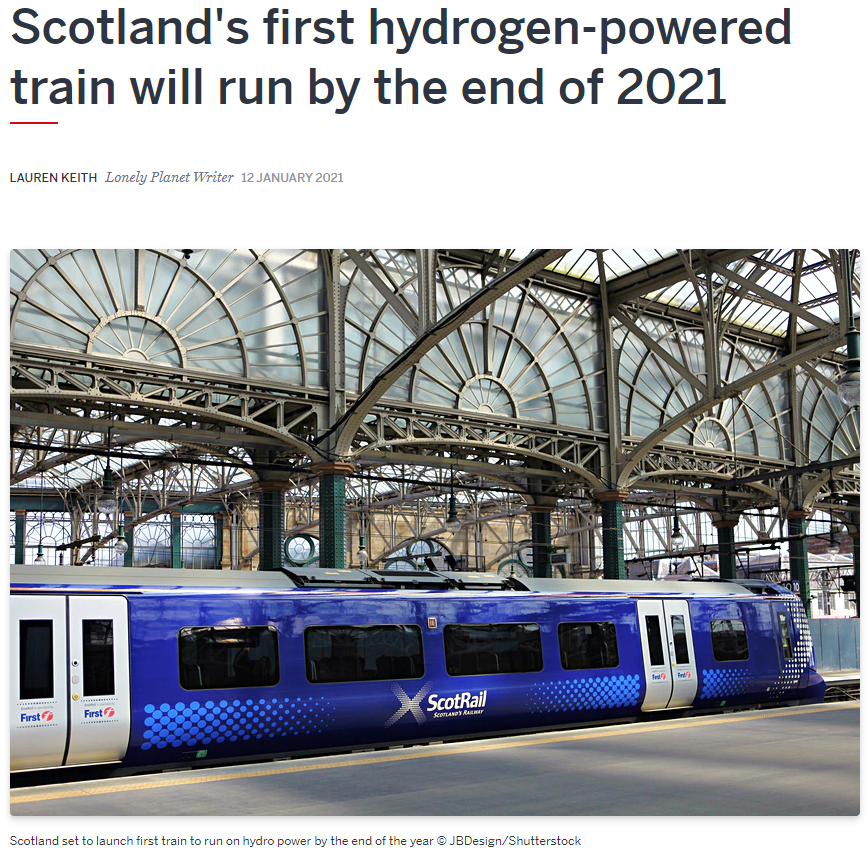 Scotland's first hydrogen-powered
train will run by the end of 2021
LAUREN KEITH Lonely Planet Writer 12 JANUARY 2021
First
First
ScotRail
SCOTLAND'S RAILWAY
First
First
Scotland set to launch first train to run on hydro power by the end of the year © JBDesign/Shutterstock